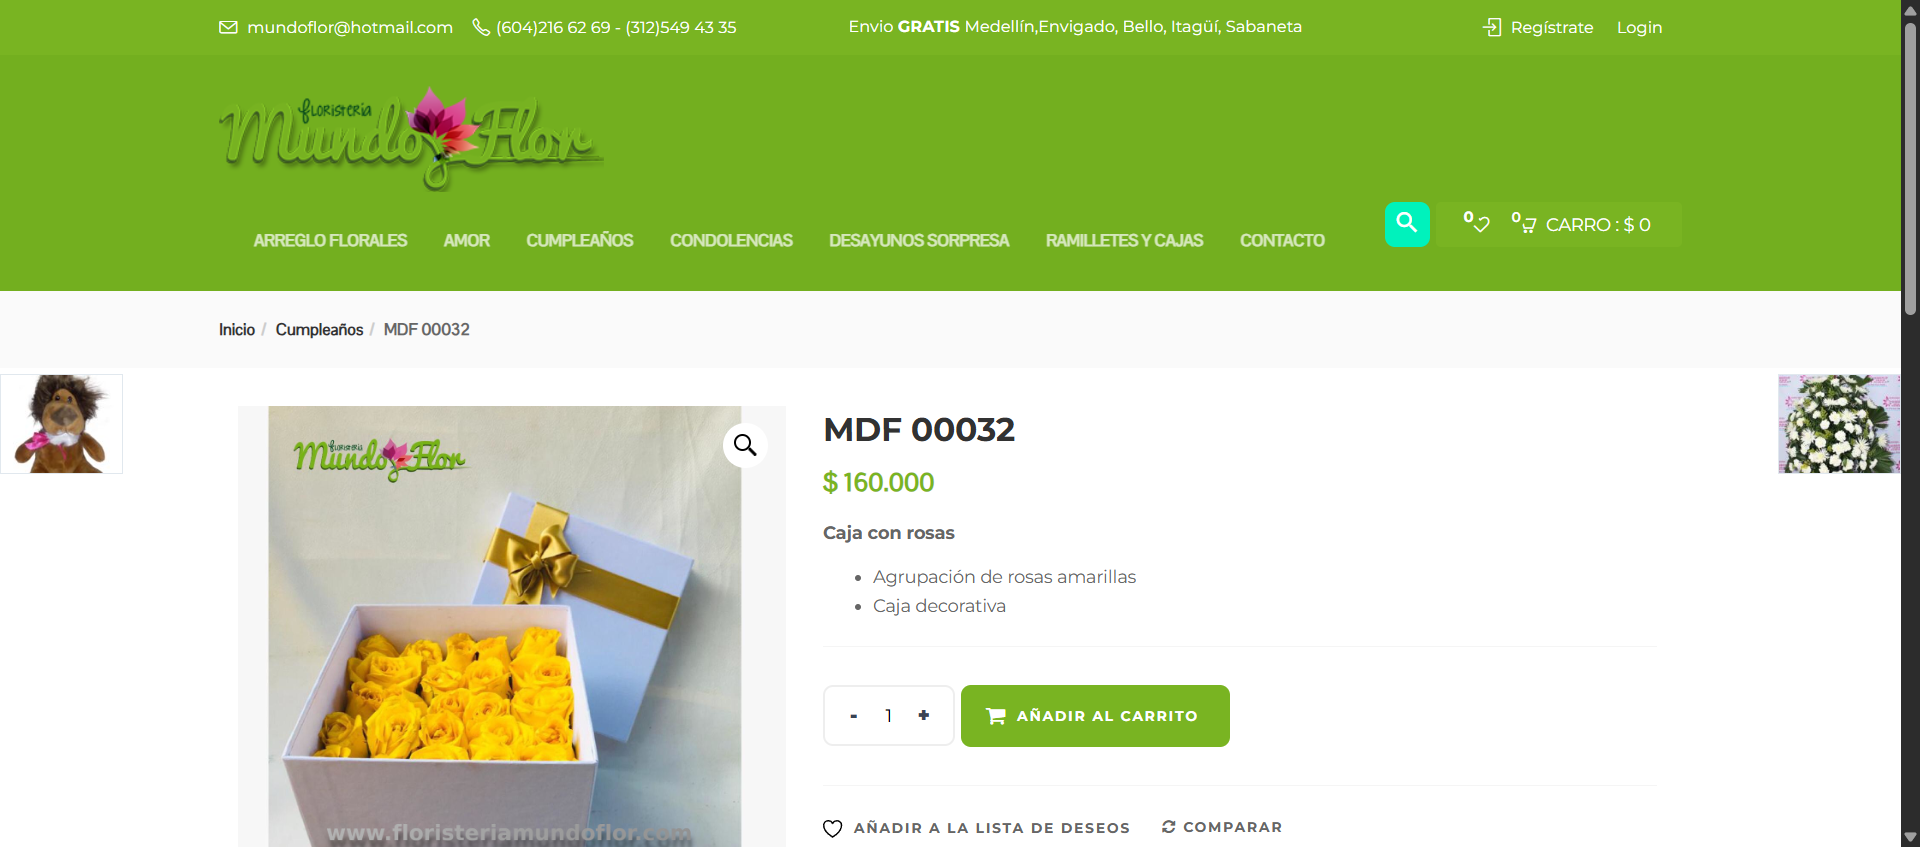 mundoflor@hotmail.com (604)216 62 69 - (312)549 43 35 Envio GRATIS Medellín,Envigado, Bello, Itagüí, Sabaneta Regístrate Login
floristeria
Mundo Flor
ARREGLO FLORALES AMOR CUMPLEAÑOS CONDOLENCIAS DESAYUNOS SORPRESA RAMILLETES Y CAJAS CONTACTO
0 0 CARRO : $ 0
Inicio / Cumpleaños / MDF 00032
floristeria
Mundo Flor
www.floristeriamundoflor.com
MDF 00032
$ 160.000
Caja con rosas
• Agrupación de rosas amarillas
• Caja decorativa
- 1 +
AÑADIR AL CARRITO
AÑADIR A LA LISTA DE DESEOS
COMPARAR